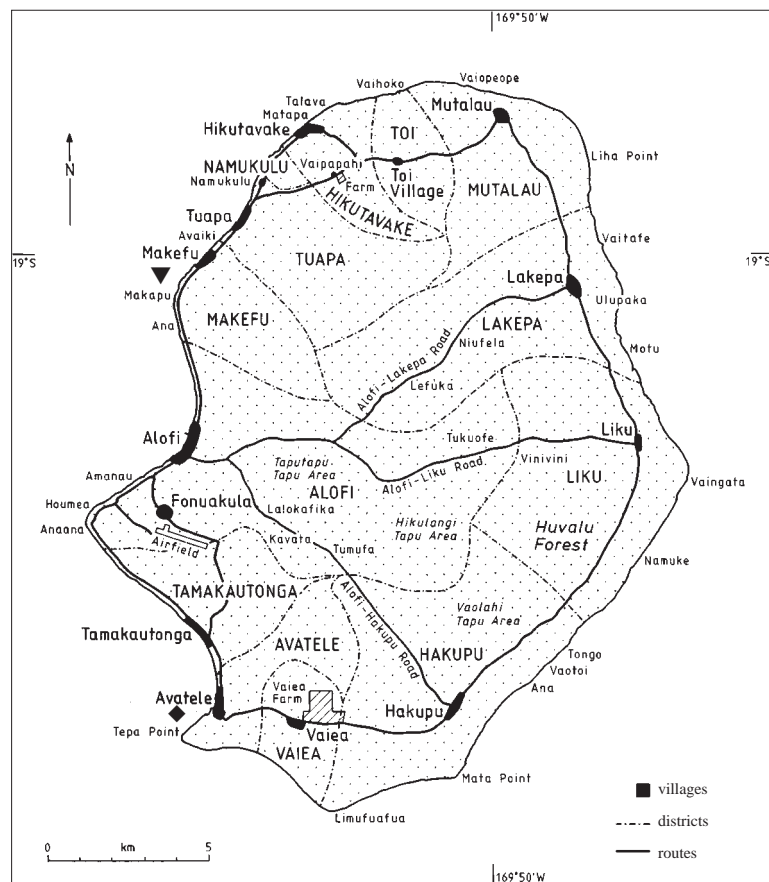 169°50'W
Vaihoko
Vaiopeope
Tatava
Matapa
Mutalau
Hikutavake
TOI
Liha Point
N
NAMUKULU
Vaipapahi
Farm
Toi
Village
Namukulu
MUTALAU
HIKUTAVAKE
Tuapa
Avaiki
Vaitafe
Makefu
19°S
19°S
TUAPA
Lakepa
Makapu
Ulupaka
Ana
MAKEFU
LAKEPA
Niufela
Motu
Alofi-Lakepa Road
Lefuka
Alofi
Liku
Tukuofe
Taputapu
Tapu Area
Alofi-Liku Road
Vinivini
Amanau
ALOFI
LIKU
Vaingata
Houmea
Fonuakula
Lalokafika
Anaana
Hikulangi
Tapu Area
Huvalu
Forest
Airfield
Kavata
Tumufa
Namuke
TAMAKAUTONGA
Alofi-Hakupu Road
Vaolahi
Tapu Area
Tamakautonga
AVATELE
HAKUPU
Tongo
Vaotoi
Ana
Avatele
Vaiea
Farm
Hakupu
Tepa Point
Vaiea
VAIEA
Mata Point
villages
Limufuafua
districts
0 km 5
routes
169°50'W